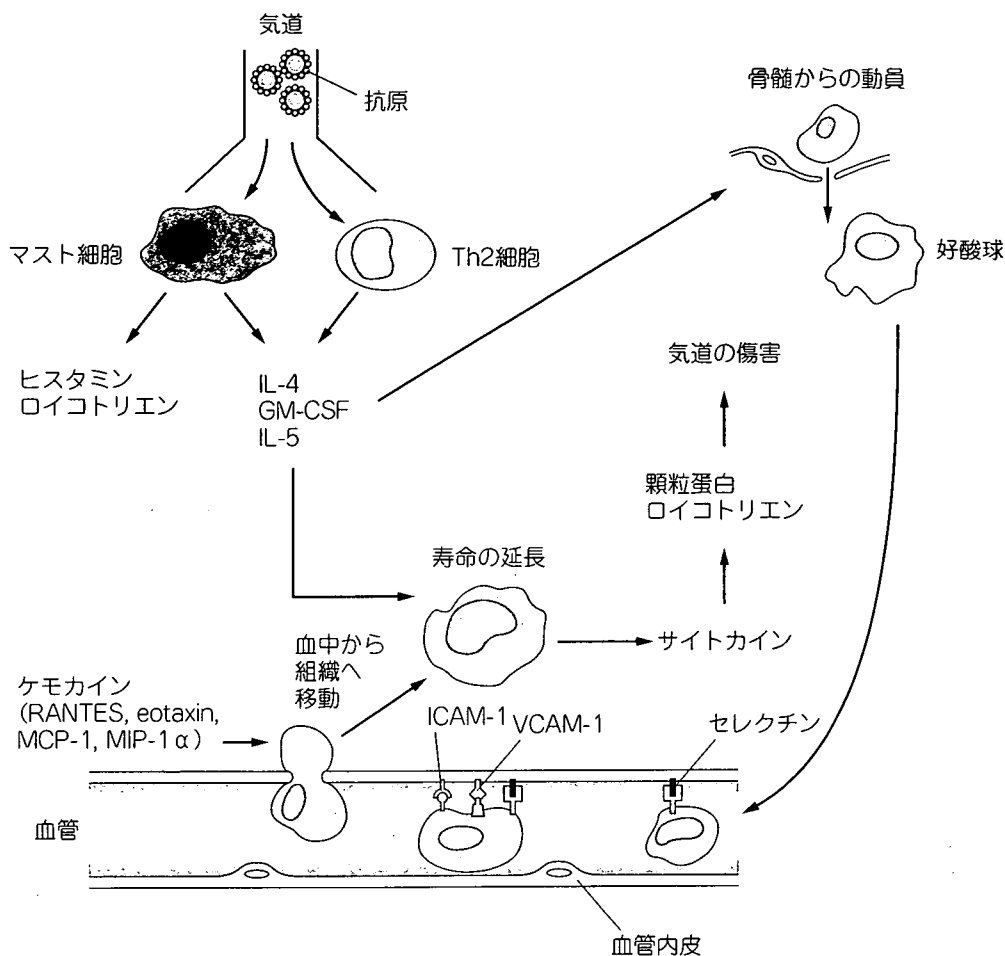 気道
抗原
骨髄からの動員
マスト細胞
Th2細胞
好酸球
ヒスタミン
ロイコトリエン
IL-4
GM-CSF
IL-5
気道の傷害
顆粒蛋白
ロイコトリエン
寿命の延長
サイトカイン
血中から
組織へ
移動
ケモカイン
(RANTES, eotaxin,
MCP-1, MIP-1α)
ICAM-1
VCAM-1
セレクチン
血管
血管内皮